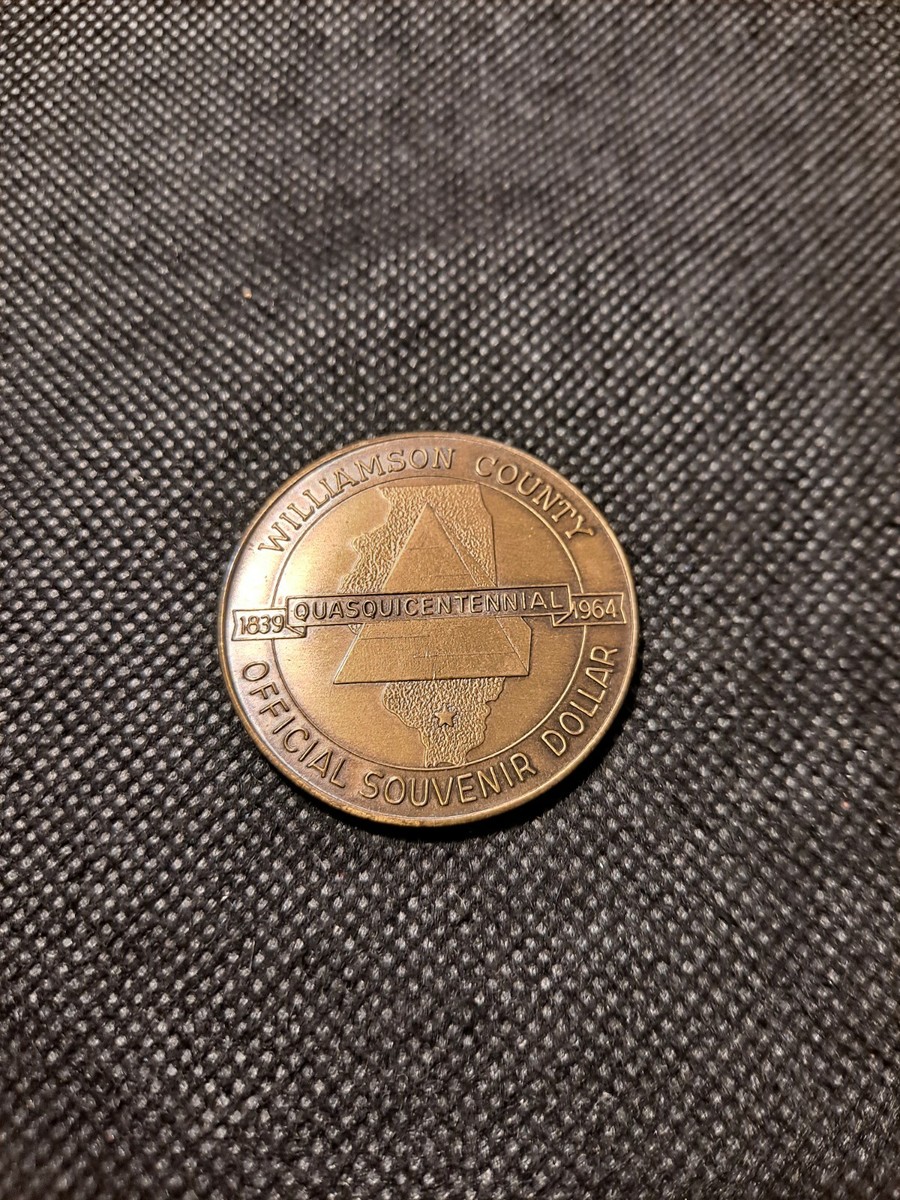 WILLIAMSON COUNTY
1839 QUASQUICENTENNIAL 1964
OFFICIAL SOUVENIR DOLLAR